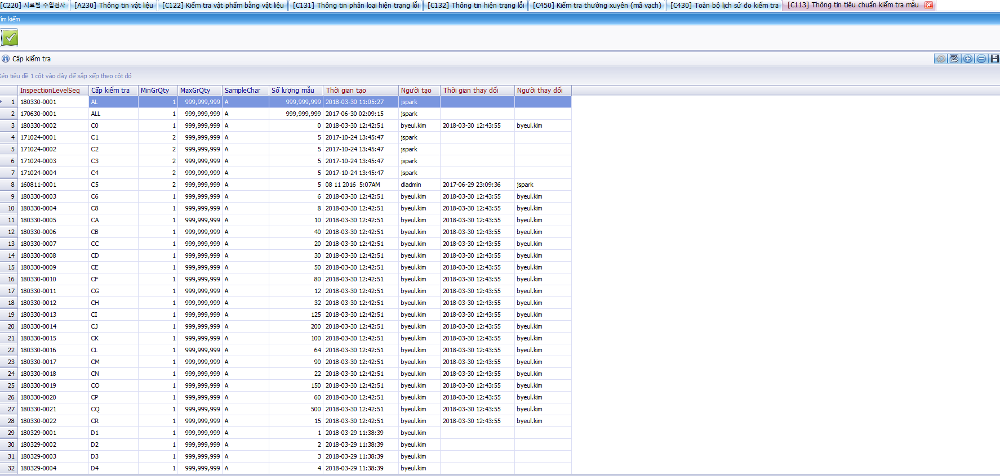 [C220] 시료별 수입검사 [A230] Thông tin vật liệu [C122] Kiểm tra vật phẩm bằng vật liệu [C131] Thông tin phân loại hiện trạng lỗi [C132] Thông tin hiện trạng lỗi [C450] Kiểm tra thường xuyên (mã vạch) [C430] Toàn bộ lịch sử đo kiểm tra [C113] Thông tin tiêu chuẩn kiểm tra mẫu
ìm kiếm
Cấp kiểm tra
Kéo tiêu đề 1 cột vào đây để sắp xếp theo cột đó
InspectionLevelSeq Cấp kiểm tra MinGrQty MaxGrQty SampleChar Số lượng mẫu Thời gian tạo Người tạo Thời gian thay đổi Người thay đổi
1 180330-0001 AL 1 999,999,999 A 999,999,999 2018-03-30 11:05:27 jspark
2 170630-0001 ALL 1 999,999,999 A 999,999,999 2017-06-30 02:09:15 jspark
3 180330-0002 C0 1 999,999,999 A 0 2018-03-30 12:42:51 byeul.kim 2018-03-30 12:43:55 byeul.kim
4 171024-0001 C1 2 999,999,999 A 5 2017-10-24 13:45:47 jspark
5 171024-0002 C2 2 999,999,999 A 5 2017-10-24 13:45:47 jspark
6 171024-0003 C3 2 999,999,999 A 5 2017-10-24 13:45:47 jspark
7 171024-0004 C4 2 999,999,999 A 5 2017-10-24 13:45:47 jspark
8 160811-0001 C5 2 999,999,999 A 5 08 11 2016 5:07AM dladmin 2017-06-29 23:09:36 jspark
9 180330-0003 C6 1 999,999,999 A 6 2018-03-30 12:42:51 byeul.kim 2018-03-30 12:43:55 byeul.kim
10 180330-0004 C8 1 999,999,999 A 8 2018-03-30 12:42:51 byeul.kim 2018-03-30 12:43:55 byeul.kim
11 180330-0005 CA 1 999,999,999 A 10 2018-03-30 12:42:51 byeul.kim 2018-03-30 12:43:55 byeul.kim
12 180330-0006 CB 1 999,999,999 A 40 2018-03-30 12:42:51 byeul.kim 2018-03-30 12:43:55 byeul.kim
13 180330-0007 CC 1 999,999,999 A 20 2018-03-30 12:42:51 byeul.kim 2018-03-30 12:43:55 byeul.kim
14 180330-0008 CD 1 999,999,999 A 30 2018-03-30 12:42:51 byeul.kim 2018-03-30 12:43:55 byeul.kim
15 180330-0009 CE 1 999,999,999 A 50 2018-03-30 12:42:51 byeul.kim 2018-03-30 12:43:55 byeul.kim
16 180330-0010 CF 1 999,999,999 A 80 2018-03-30 12:42:51 byeul.kim 2018-03-30 12:43:55 byeul.kim
17 180330-0011 CG 1 999,999,999 A 12 2018-03-30 12:42:51 byeul.kim 2018-03-30 12:43:55 byeul.kim
18 180330-0012 CH 1 999,999,999 A 32 2018-03-30 12:42:51 byeul.kim 2018-03-30 12:43:55 byeul.kim
19 180330-0013 CI 1 999,999,999 A 125 2018-03-30 12:42:51 byeul.kim 2018-03-30 12:43:55 byeul.kim
20 180330-0014 CJ 1 999,999,999 A 200 2018-03-30 12:42:51 byeul.kim 2018-03-30 12:43:55 byeul.kim
21 180330-0015 CK 1 999,999,999 A 100 2018-03-30 12:42:51 byeul.kim 2018-03-30 12:43:55 byeul.kim
22 180330-0016 CL 1 999,999,999 A 64 2018-03-30 12:42:51 byeul.kim 2018-03-30 12:43:55 byeul.kim
23 180330-0017 CM 1 999,999,999 A 90 2018-03-30 12:42:51 byeul.kim 2018-03-30 12:43:55 byeul.kim
24 180330-0018 CN 1 999,999,999 A 22 2018-03-30 12:42:51 byeul.kim 2018-03-30 12:43:55 byeul.kim
25 180330-0019 CO 1 999,999,999 A 150 2018-03-30 12:42:51 byeul.kim 2018-03-30 12:43:55 byeul.kim
26 180330-0020 CP 1 999,999,999 A 60 2018-03-30 12:42:51 byeul.kim 2018-03-30 12:43:55 byeul.kim
27 180330-0021 CQ 1 999,999,999 A 500 2018-03-30 12:42:51 byeul.kim 2018-03-30 12:43:55 byeul.kim
28 180330-0022 CR 1 999,999,999 A 15 2018-03-30 12:42:51 byeul.kim 2018-03-30 12:43:55 byeul.kim
29 180329-0001 D1 1 999,999,999 A 1 2018-03-29 11:38:39 byeul.kim
30 180329-0002 D2 1 999,999,999 A 2 2018-03-29 11:38:39 byeul.kim
31 180329-0003 D3 1 999,999,999 A 3 2018-03-29 11:38:39 byeul.kim
32 180329-0004 D4 1 999,999,999 A 4 2018-03-29 11:38:39 byeul.kim